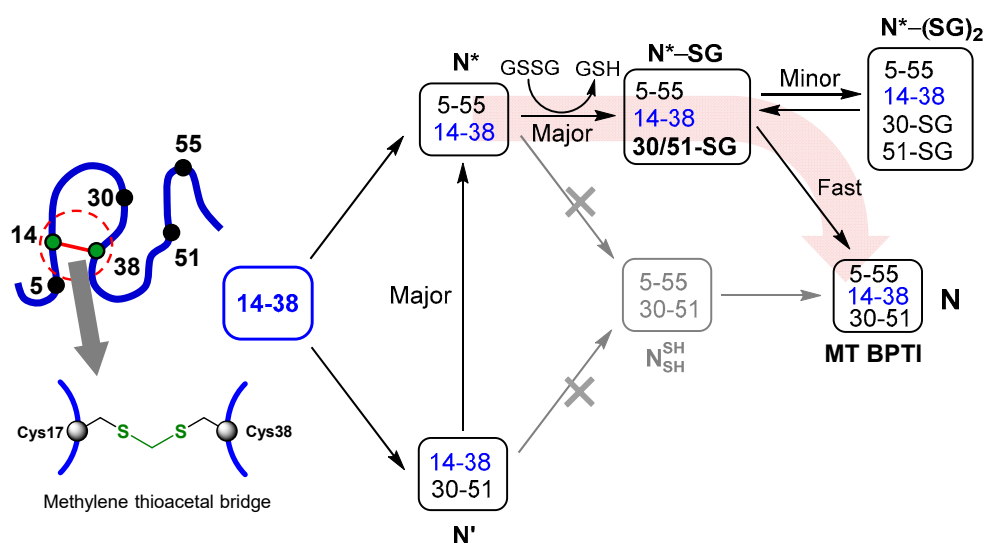 55
30
14
38
51
5
Cys17
S
S
Cys38
Methylene thioacetal bridge
14-38
N*
5-55
14-38
Major
N'
14-38
30-51
GSSG
GSH
Major
N*–SG
5-55
14-38
30/51-SG
Minor
N*–(SG)2
5-55
14-38
30-SG
51-SG
Fast
5-55
30-51
N SH SH
5-55
14-38
30-51
N
MT BPTI